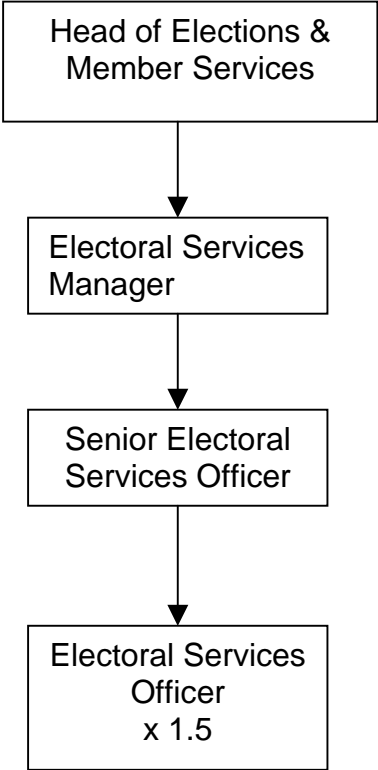 Head of Elections &
Member Services
Electoral Services
Manager
Senior Electoral
Services Officer
Electoral Services
Officer
x 1.5